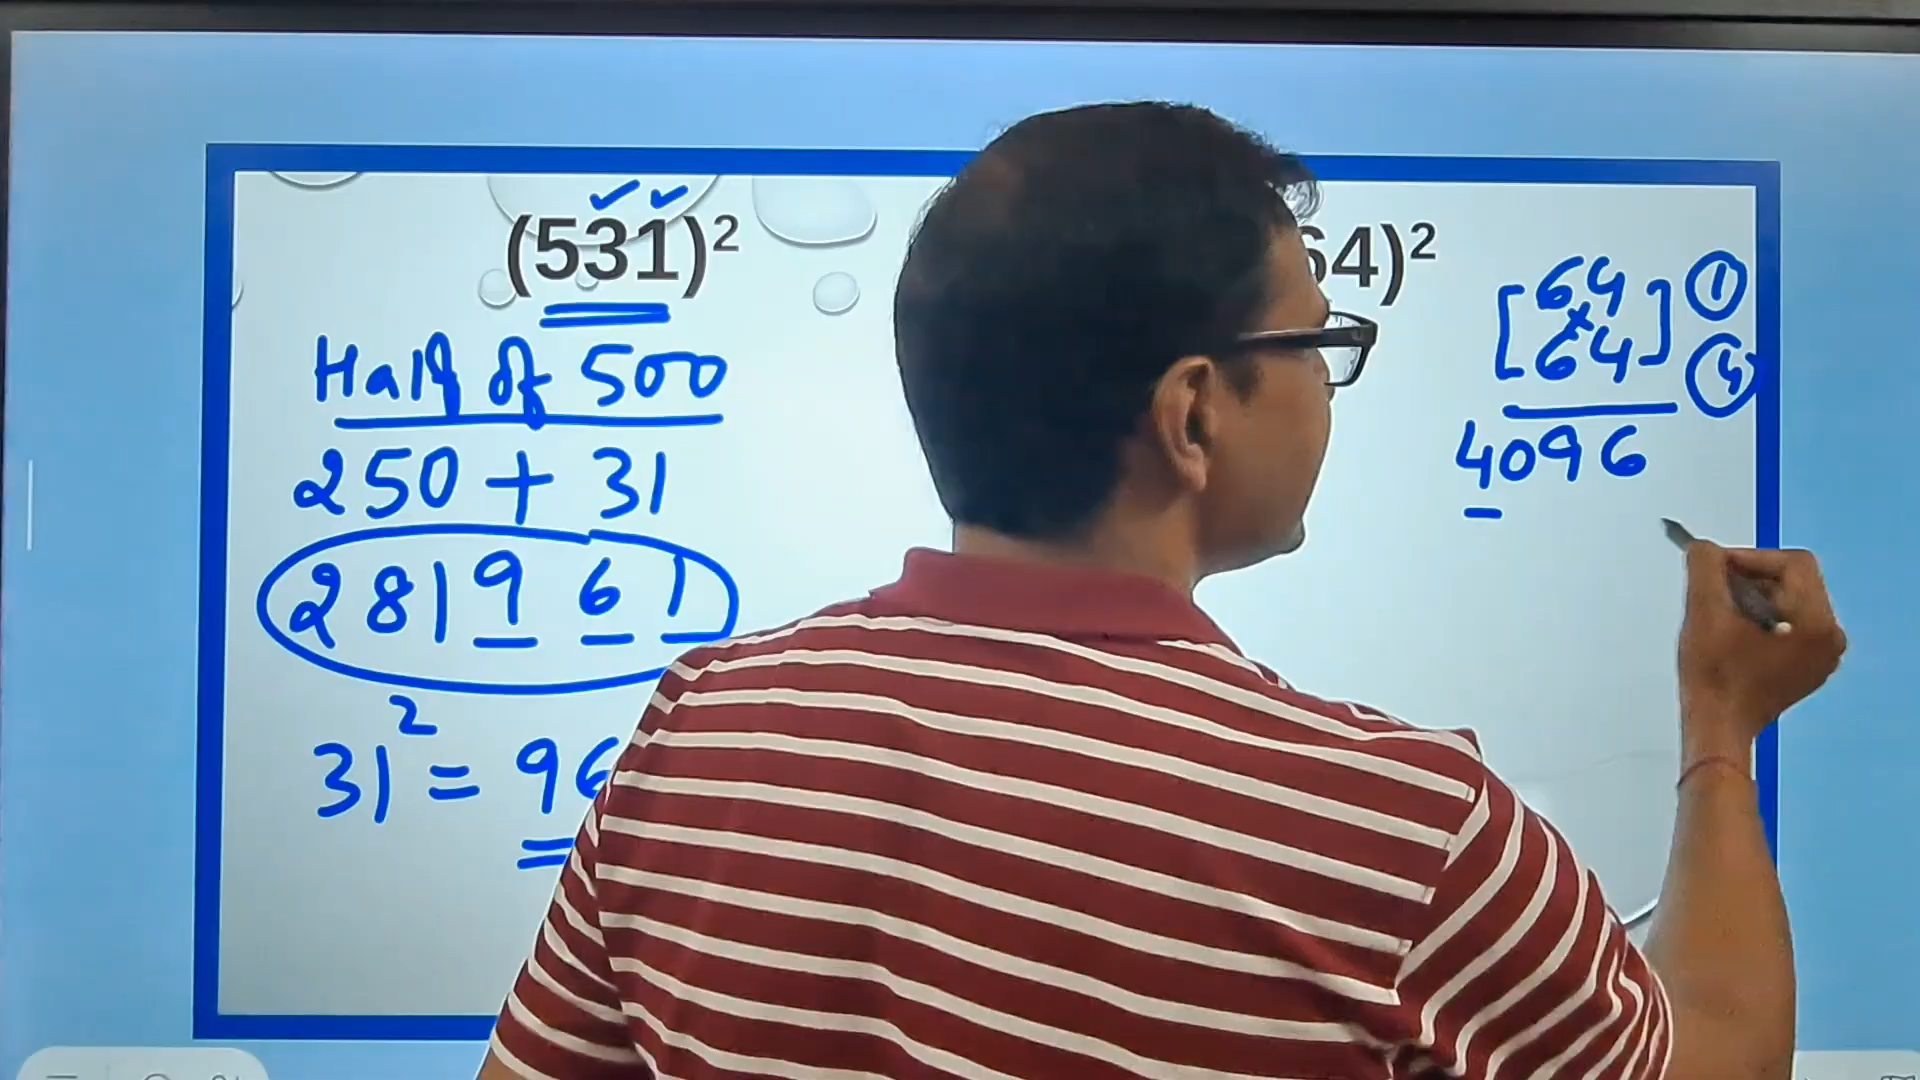 (531)²
Half of 500
250 + 31
281961
31² = 96
64)²
[64 ①
×
64] ④
4096